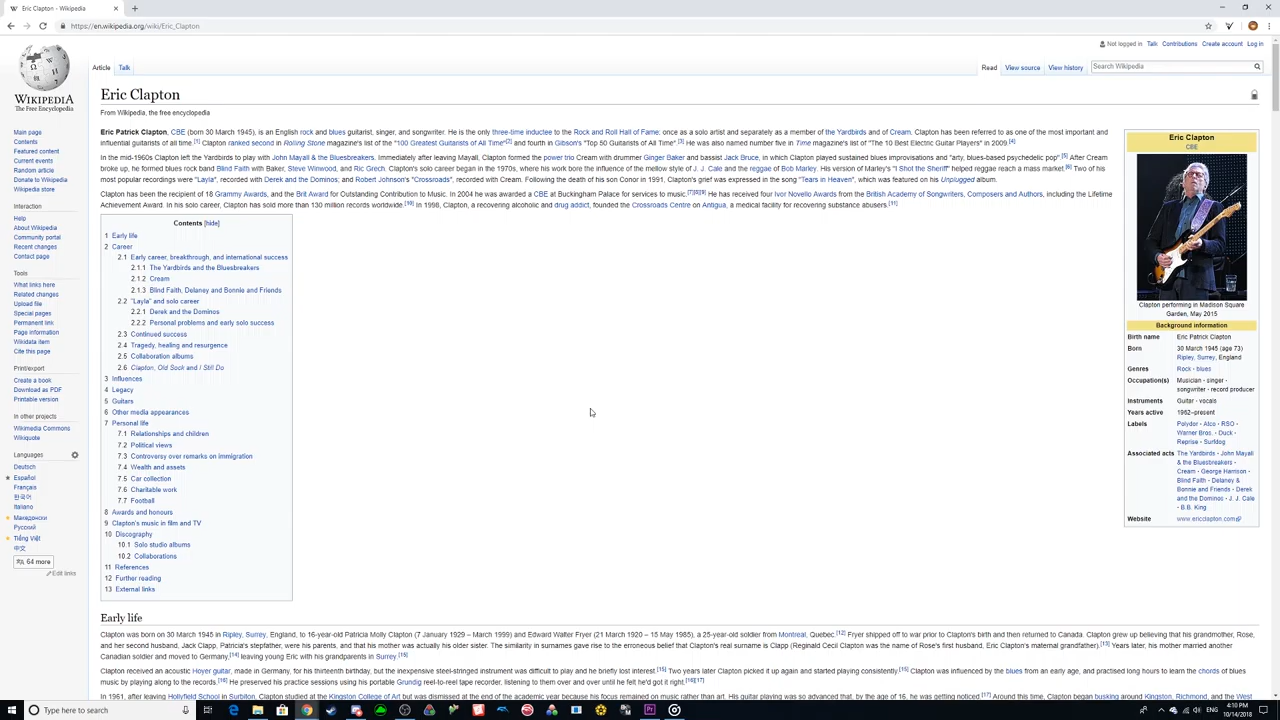 Eric Clapton - Wikipedia
https://en.wikipedia.org/wiki/Eric_Clapton
Not logged in Talk Contributions Create account Log in
Article Talk Read View source View history Search Wikipedia
WIKIPEDIA
The Free Encyclopedia
Main page
Contents
Featured content
Current events
Random article
Donate to Wikipedia
Wikipedia store
Interaction
Help
About Wikipedia
Community portal
Recent changes
Contact page
Tools
What links here
Related changes
Upload file
Special pages
Permanent link
Page information
Wikidata item
Cite this page
Print/export
Create a book
Download as PDF
Printable version
In other projects
Wikimedia Commons
Wikiquote
Languages
Deutsch
Español
Français
한국어
Italiano
Македонски
Русский
Tiếng Việt
中文
64 more
Edit links
Eric Clapton
From Wikipedia, the free encyclopedia
Eric Patrick Clapton, CBE (born 30 March 1945), is an English rock and blues guitarist, singer, and songwriter. He is the only three-time inductee to the Rock and Roll Hall of Fame: once as a solo artist and separately as a member of the Yardbirds and of Cream. Clapton has been referred to as one of the most important and
influential guitarists of all time.[1] Clapton ranked second in Rolling Stone magazine's list of the "100 Greatest Guitarists of All Time"[2] and fourth in Gibson's "Top 50 Guitarists of All Time".[3] He was also named number five in Time magazine's list of "The 10 Best Electric Guitar Players" in 2009.[4]
In the mid-1960s Clapton left the Yardbirds to play with John Mayall & the Bluesbreakers. Immediately after leaving Mayall, Clapton formed the power trio Cream with drummer Ginger Baker and bassist Jack Bruce, in which Clapton played sustained blues improvisations and "arty, blues-based psychedelic pop".[5] After Cream
broke up, he formed blues rock band Blind Faith with Baker, Steve Winwood, and Ric Grech. Clapton's solo career began in the 1970s, where his work bore the influence of the mellow style of J. J. Cale and the reggae of Bob Marley. His version of Marley's "I Shot the Sheriff" helped reggae reach a mass market.[6] Two of his
most popular recordings were "Layla", recorded with Derek and the Dominos; and Robert Johnson's "Crossroads", recorded with Cream. Following the death of his son Conor in 1991, Clapton's grief was expressed in the song "Tears in Heaven", which was featured on his Unplugged album.
Clapton has been the recipient of 18 Grammy Awards, and the Brit Award for Outstanding Contribution to Music. In 2004 he was awarded a CBE at Buckingham Palace for services to music.[7][8][9] He has received four Ivor Novello Awards from the British Academy of Songwriters, Composers and Authors, including the Lifetime
Achievement Award. In his solo career, Clapton has sold more than 130 million records worldwide.[10] In 1998, Clapton, a recovering alcoholic and drug addict, founded the Crossroads Centre on Antigua, a medical facility for recovering substance abusers.[11]
Contents [hide]
1 Early life
2 Career
2.1 Early career, breakthrough, and international success
2.1.1 The Yardbirds and the Bluesbreakers
2.1.2 Cream
2.1.3 Blind Faith, Delaney and Bonnie and Friends
2.2 "Layla" and solo career
2.2.1 Derek and the Dominos
2.2.2 Personal problems and early solo success
2.3 Continued success
2.4 Tragedy, healing and resurgence
2.5 Collaboration albums
2.6 Clapton, Old Sock and I Still Do
3 Influences
4 Legacy
5 Guitars
6 Other media appearances
7 Personal life
7.1 Relationships and children
7.2 Political views
7.3 Controversy over remarks on immigration
7.4 Wealth and assets
7.5 Car collection
7.6 Charitable work
7.7 Football
8 Awards and honours
9 Clapton's music in film and TV
10 Discography
10.1 Solo studio albums
10.2 Collaborations
11 References
12 Further reading
13 External links
Eric Clapton
CBE
Clapton performing in Madison Square
Garden, May 2015
Background information
Birth name Eric Patrick Clapton
Born 30 March 1945 (age 73)
Ripley, Surrey, England
Genres Rock · blues
Occupation(s) Musician · singer ·
songwriter · record producer
Instruments Guitar · vocals
Years active 1962–present
Labels Polydor · Atco · RSO ·
Warner Bros. · Duck ·
Reprise · Surfdog
Associated acts The Yardbirds · John Mayall
& the Bluesbreakers ·
Cream · George Harrison ·
Blind Faith · Delaney &
Bonnie and Friends · Derek
and the Dominos · J. J. Cale
· B.B. King
Website www.ericclapton.com
Early life
Clapton was born on 30 March 1945 in Ripley, Surrey, England, to 16-year-old Patricia Molly Clapton (7 January 1929 – March 1999) and Edward Walter Fryer (21 March 1920 – 15 May 1985), a 25-year-old soldier from Montreal, Quebec.[12] Fryer shipped off to war prior to Clapton's birth and then returned to Canada. Clapton grew up believing that his grandmother, Rose,
and her second husband, Jack Clapp, Patricia's stepfather, were his parents, and that his mother was actually his older sister. The similarity in surnames gave rise to the erroneous belief that Clapton's real surname is Clapp (Reginald Cecil Clapton was the name of Rose's first husband, Eric Clapton's maternal grandfather).[13] Years later, his mother married another
Canadian soldier and moved to Germany,[14] leaving young Eric with his grandparents in Surrey.[15]
Clapton received an acoustic Hoyer guitar, made in Germany, for his thirteenth birthday, but the inexpensive steel-stringed instrument was difficult to play and he briefly lost interest.[15] Two years later Clapton picked it up again and started playing consistently.[15] Clapton was influenced by the blues from an early age, and practised long hours to learn the chords of blues
music by playing along to the records.[16] He preserved his practice sessions using his portable Grundig reel-to-reel tape recorder, listening to them over and over until he felt he'd got it right.[16][17]
In 1961, after leaving Hollyfield School in Surbiton, Clapton studied at the Kingston College of Art but was dismissed at the end of the academic year because his focus remained on music rather than art. His guitar playing was so advanced that, by the age of 16, he was getting noticed.[17] Around this time, Clapton began busking around Kingston, Richmond, and the West
Type here to search
4:10 PM
10/14/2018